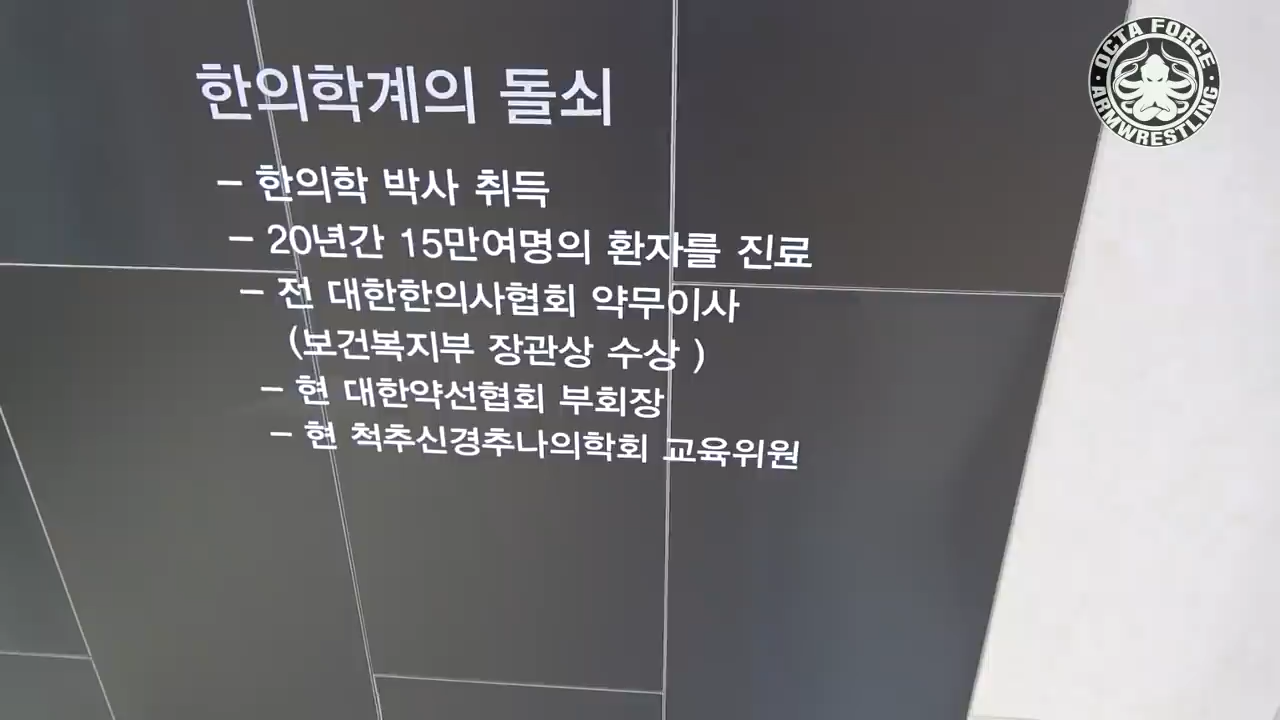 한의학계의 돌쇠
- 한의학 박사 취득
- 20년간 15만여명의 환자를 진료
- 전 대한한의사협회 약무이사
(보건복지부 장관상 수상 )
- 현 대한약선협회 부회장
- 현 척추신경추나의학회 교육위원
OCTA FORCE
ARMWRESTLING